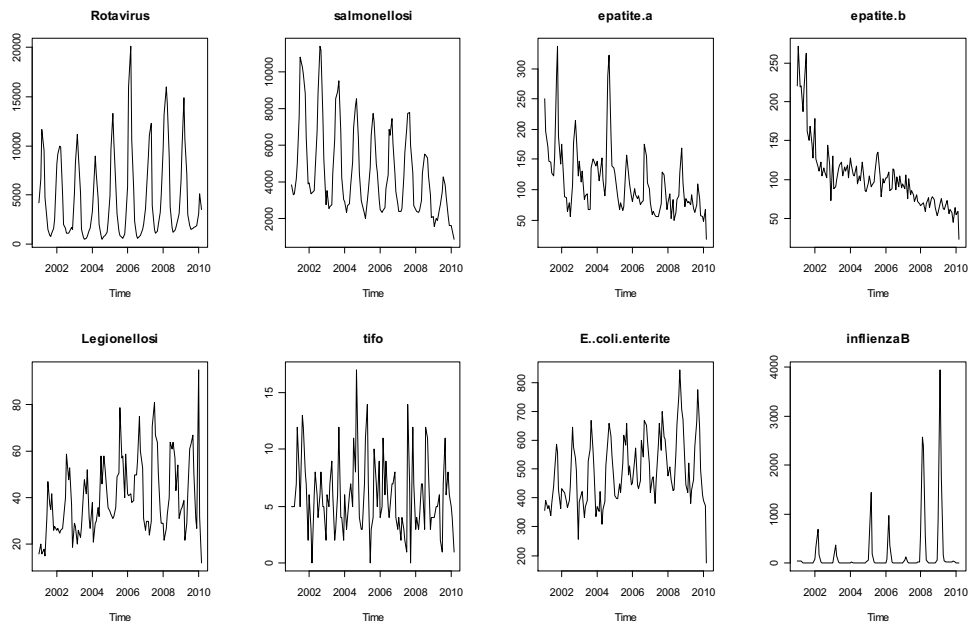 Rotavirus
salmonellosi
epatite.a
epatite.b
0 5000 10000 15000 20000
2000 4000 6000 8000 10000
50 100 150 200 250 300
50 100 150 200 250
2002 2004 2006 2008 2010
2002 2004 2006 2008 2010
2002 2004 2006 2008 2010
2002 2004 2006 2008 2010
Time
Time
Time
Time
Legionellosi
tifo
E..coli.enterite
inflienzaB
20 40 60 80
0 5 10 15
200 300 400 500 600 700 800
0 1000 2000 3000 4000
2002 2004 2006 2008 2010
2002 2004 2006 2008 2010
2002 2004 2006 2008 2010
2002 2004 2006 2008 2010
Time
Time
Time
Time